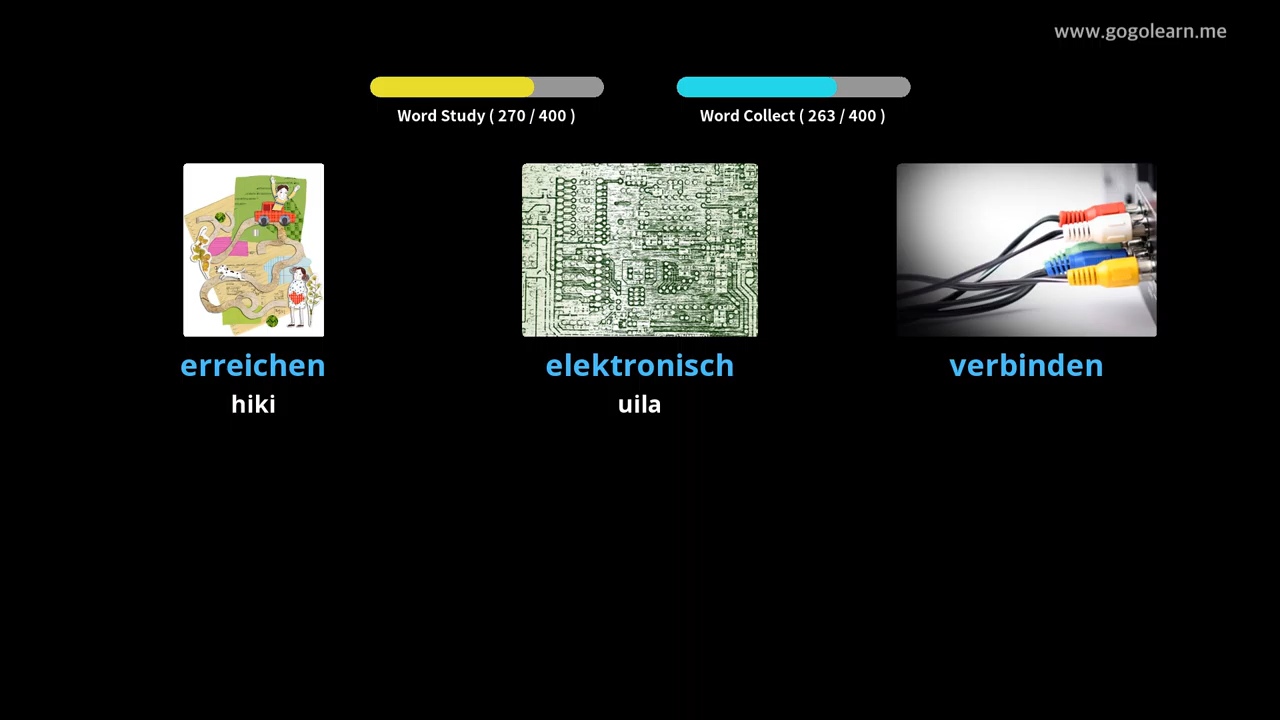 www.gogolearn.me
Word Study ( 270 / 400 )
Word Collect ( 263 / 400 )
erreichen
hiki
elektronisch
uila
verbinden